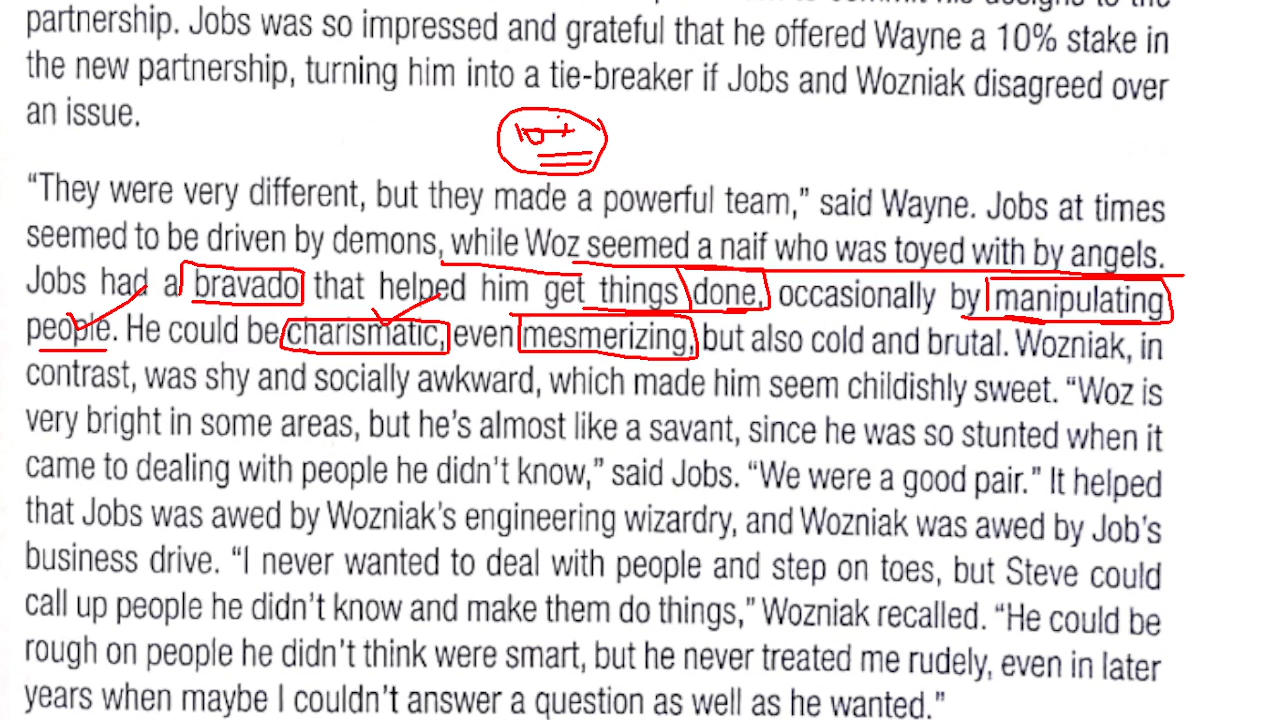 partnership. Jobs was so impressed and grateful that he offered Wayne a 10% stake in
the new partnership, turning him into a tie-breaker if Jobs and Wozniak disagreed over
an issue.
“They were very different, but they made a powerful team,” said Wayne. Jobs at times
seemed to be driven by demons, while Woz seemed a naif who was toyed with by angels.
Jobs had a bravado that helped him get things done, occasionally by manipulating
people. He could be charismatic, even mesmerizing, but also cold and brutal. Wozniak, in
contrast, was shy and socially awkward, which made him seem childishly sweet. “Woz is
very bright in some areas, but he’s almost like a savant, since he was so stunted when it
came to dealing with people he didn’t know,” said Jobs. “We were a good pair.” It helped
that Jobs was awed by Wozniak’s engineering wizardry, and Wozniak was awed by Job’s
business drive. “I never wanted to deal with people and step on toes, but Steve could
call up people he didn’t know and make them do things,” Wozniak recalled. “He could be
rough on people he didn’t think were smart, but he never treated me rudely, even in later
years when maybe I couldn’t answer a question as well as he wanted.”